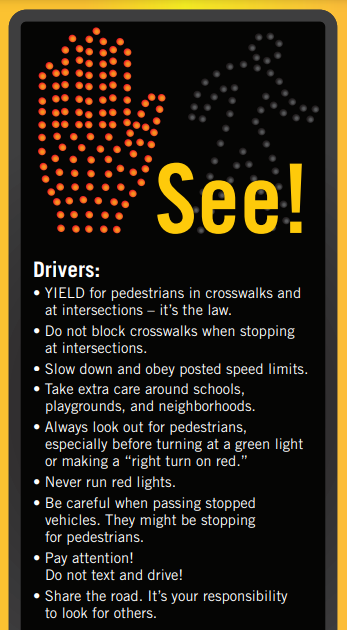 See!
Drivers:
• YIELD for pedestrians in crosswalks and
at intersections – it's the law.
• Do not block crosswalks when stopping
at intersections.
• Slow down and obey posted speed limits.
• Take extra care around schools,
playgrounds, and neighborhoods.
• Always look out for pedestrians,
especially before turning at a green light
or making a “right turn on red.”
• Never run red lights.
• Be careful when passing stopped
vehicles. They might be stopping
for pedestrians.
• Pay attention!
Do not text and drive!
• Share the road. It's your responsibility
to look for others.